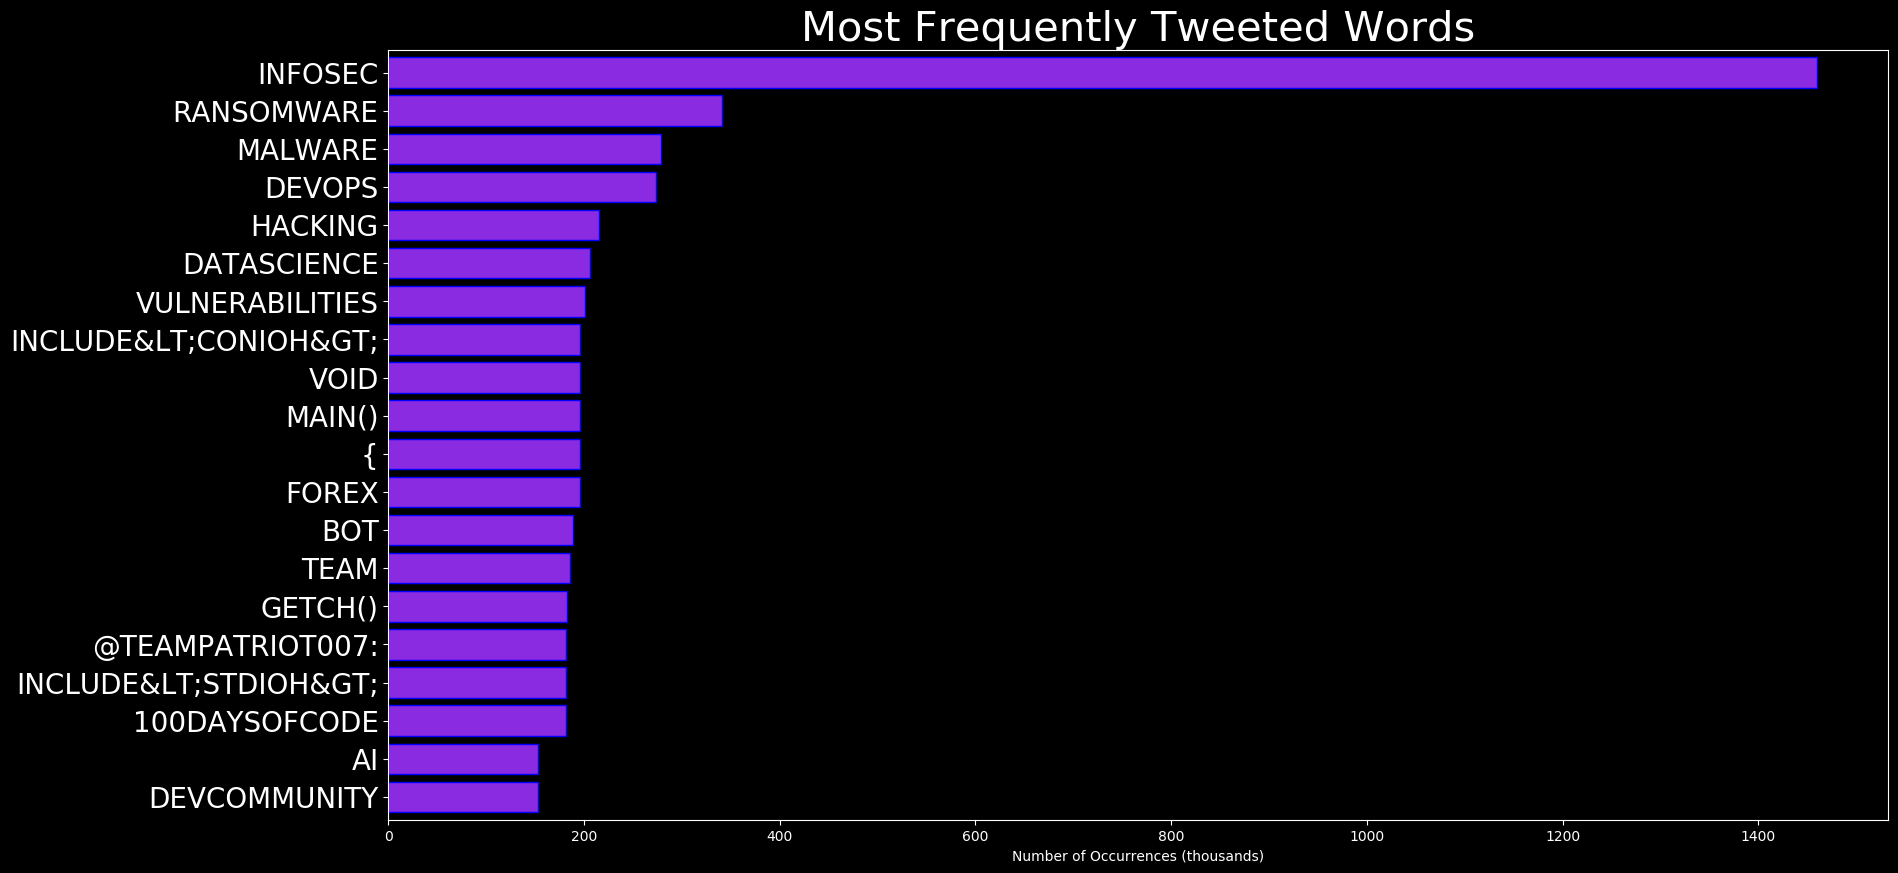 Most Frequently Tweeted Words
INFOSEC
RANSOMWARE
MALWARE
DEVOPS
HACKING
DATASCIENCE
VULNERABILITIES
INCLUDE&LT;CONIOH&GT;
VOID
MAIN()
{
FOREX
BOT
TEAM
GETCH()
@TEAMPATRIOT007:
INCLUDE&LT;STDIOH&GT;
100DAYSOFCODE
AI
DEVCOMMUNITY
0 200 400 600 800 1000 1200 1400
Number of Occurrences (thousands)